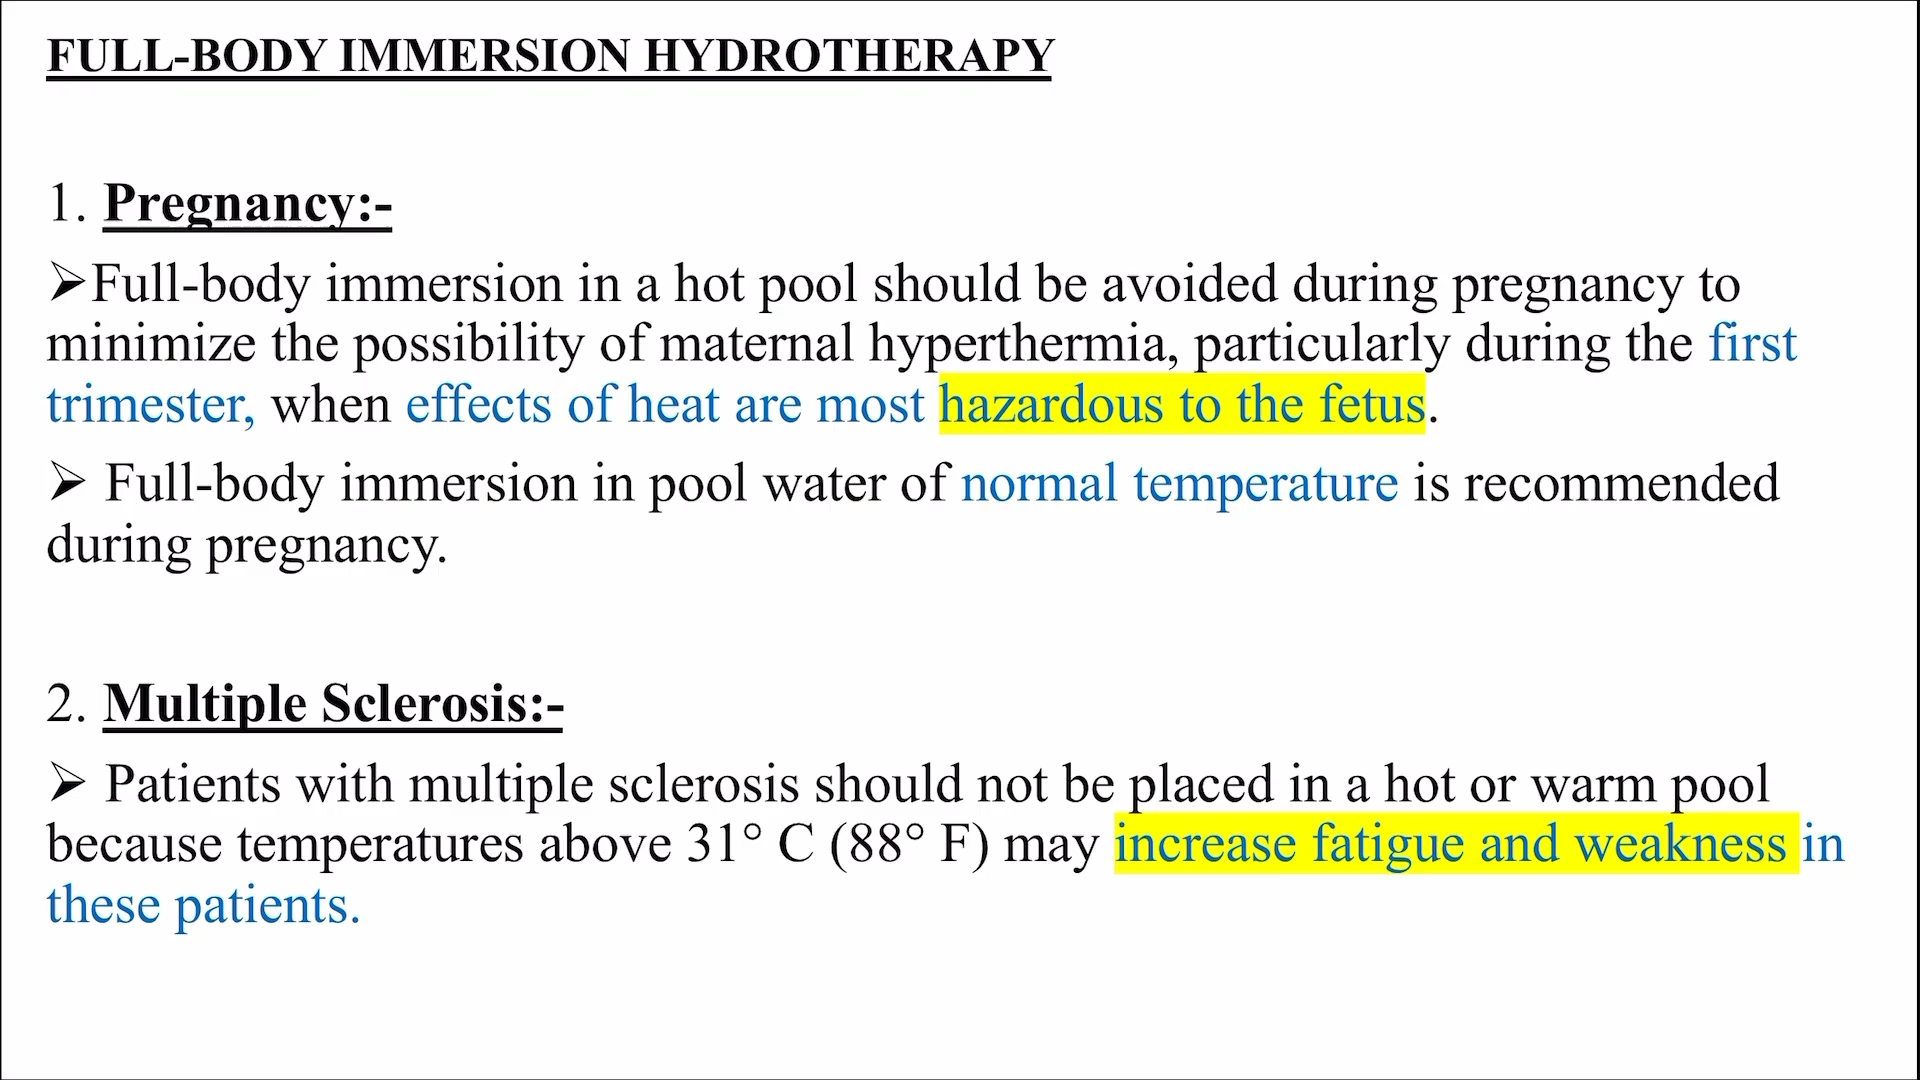 FULL-BODY IMMERSION HYDROTHERAPY
1. Pregnancy:-
➢Full-body immersion in a hot pool should be avoided during pregnancy to
minimize the possibility of maternal hyperthermia, particularly during the first
trimester, when effects of heat are most hazardous to the fetus.
➢ Full-body immersion in pool water of normal temperature is recommended
during pregnancy.
2. Multiple Sclerosis:-
➢ Patients with multiple sclerosis should not be placed in a hot or warm pool
because temperatures above 31° C (88° F) may increase fatigue and weakness in
these patients.